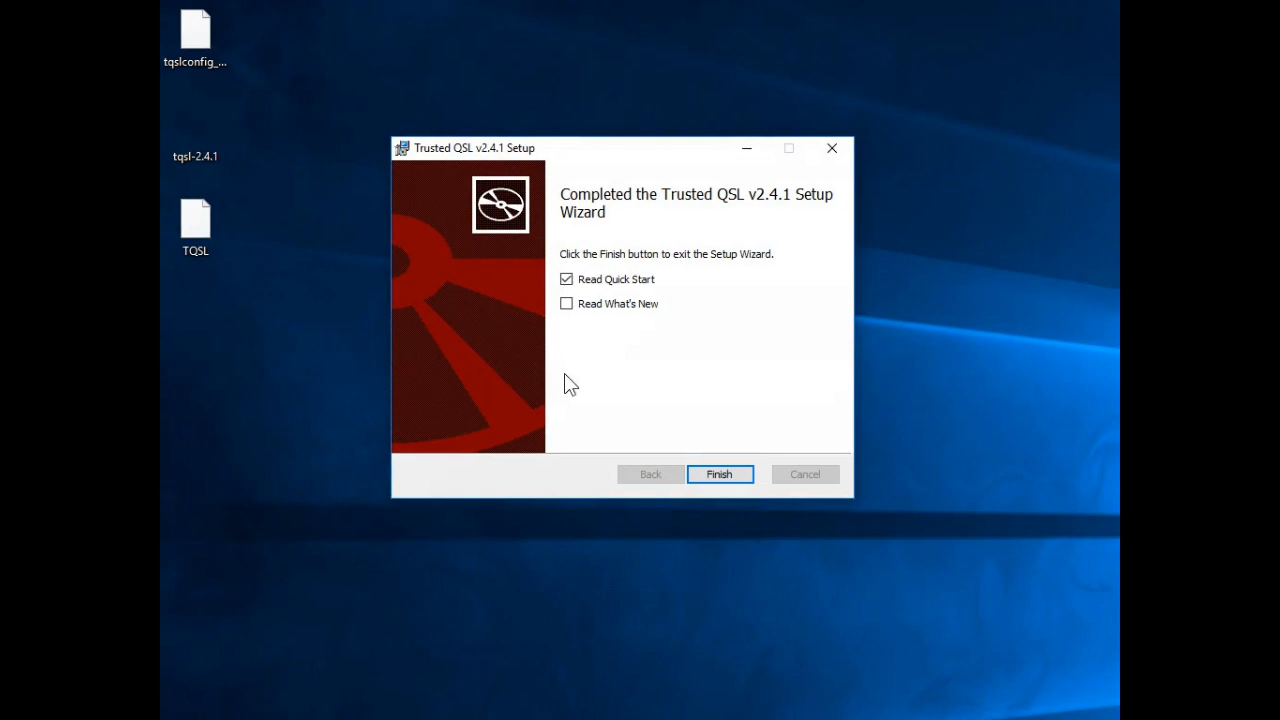 tqslconfig_...
tqsl-2.4.1
TQSL
Trusted QSL v2.4.1 Setup
Completed the Trusted QSL v2.4.1 Setup
Wizard
Click the Finish button to exit the Setup Wizard.
Read Quick Start
Read What's New
Back
Finish
Cancel